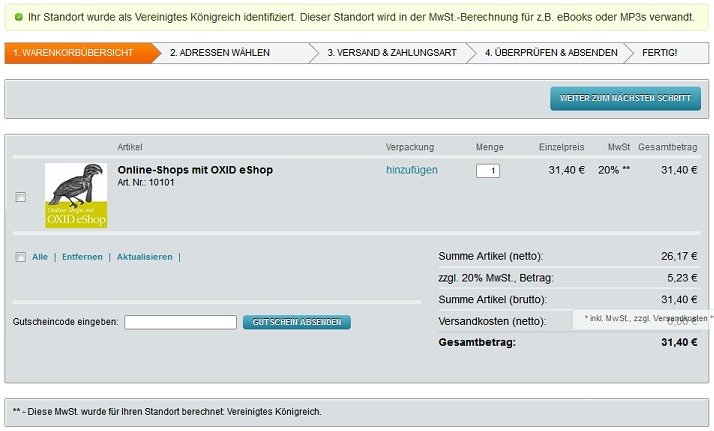 Ihr Standort wurde als Vereinigtes Königreich identifiziert. Dieser Standort wird in der MwSt.-Berechnung für z.B. eBooks oder MP3s verwandt.
1. WARENKORBÜBERSICHT 2. ADRESSEN WÄHLEN 3. VERSAND & ZAHLUNGSART 4. ÜBERPRÜFEN & ABSENDEN FERTIG!
WEITER ZUM NÄCHSTEN SCHRITT
Artikel Verpackung Menge Einzelpreis MwSt Gesamtbetrag
Online-Shops mit OXID eShop hinzufügen 1 31,40 € 20% ** 31,40 €
Art. Nr.: 10101
Online-Shops mit
OXID eShop
Alle | Entfernen | Aktualisieren |
Summe Artikel (netto): 26,17 €
zzgl. 20% MwSt., Betrag: 5,23 €
Summe Artikel (brutto): 31,40 €
Gutscheincode eingeben: GUTSCHEIN ABSENDEN
Versandkosten (netto): 0,00 €
* inkl. MwSt., zzgl. Versandkosten *
Gesamtbetrag: 31,40 €
** - Diese MwSt. wurde für Ihren Standort berechnet: Vereinigtes Königreich.